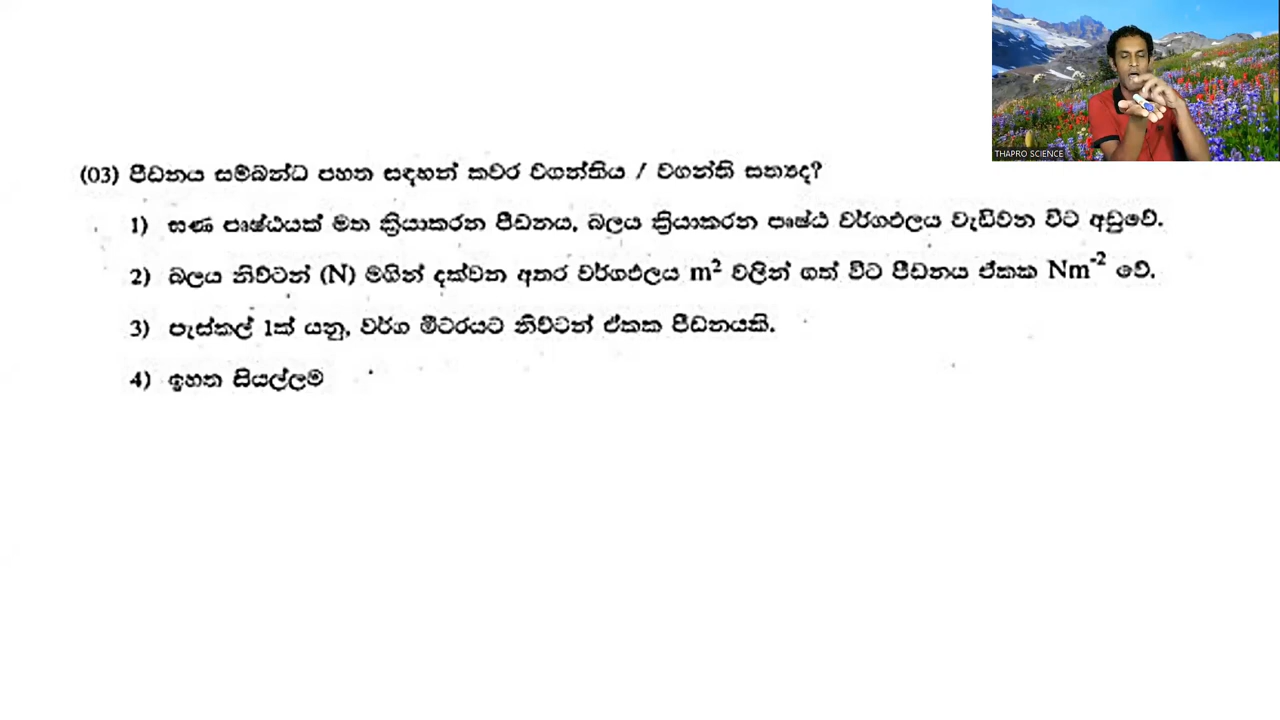 THAPRO SCIENCE
(03) පීඩනය සම්බන්ධ පහත සඳහන් කවර වගන්තිය / වගන්ති සත්‍යද?
1) ඝණ පෘෂ්ඨයක් මත ක්‍රියාකරන පීඩනය, බලය ක්‍රියාකරන පෘෂ්ඨ වර්ගඵලය වැඩිවන විට අඩුවේ.
2) බලය නිව්ටන් (N) මගින් දක්වන අතර වර්ගඵලය m² වලින් ගත් විට පීඩනය ඒකක Nm⁻² වේ.
3) පැස්කල් 1ක් යනු, වර්ග මීටරයට නිව්ටන් ඒකක පීඩනයකි.
4) ඉහත සියල්ලම